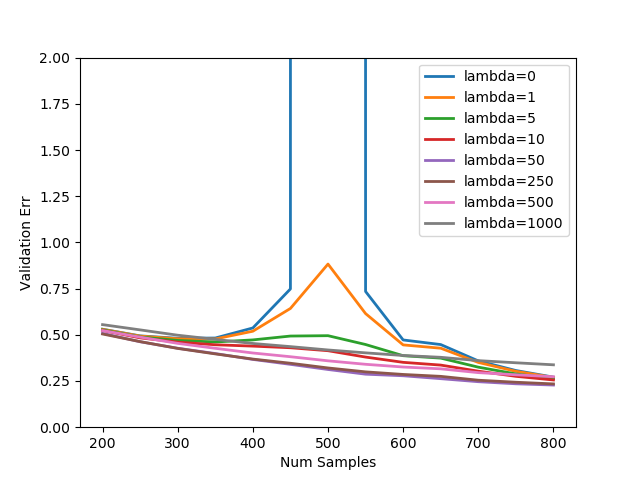 2.00
1.75
1.50
1.25
1.00
0.75
0.50
0.25
0.00
Validation Err
200 300 400 500 600 700 800
Num Samples
lambda=0
lambda=1
lambda=5
lambda=10
lambda=50
lambda=250
lambda=500
lambda=1000